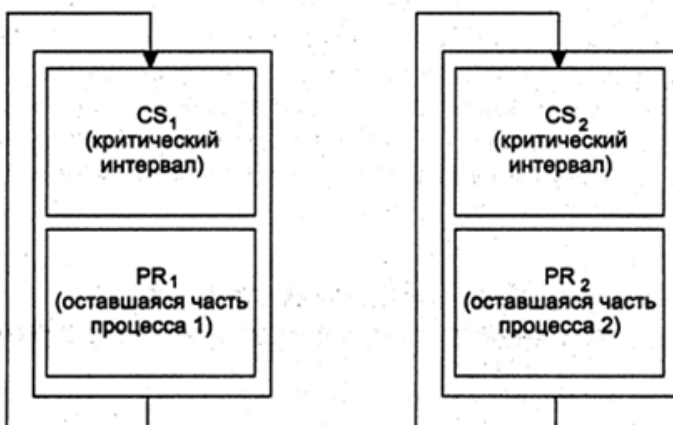 CS₁
(критический
интервал)
PR₁
(оставшаяся часть
процесса 1)
CS₂
(критический
интервал)
PR₂
(оставшаяся часть
процесса 2)